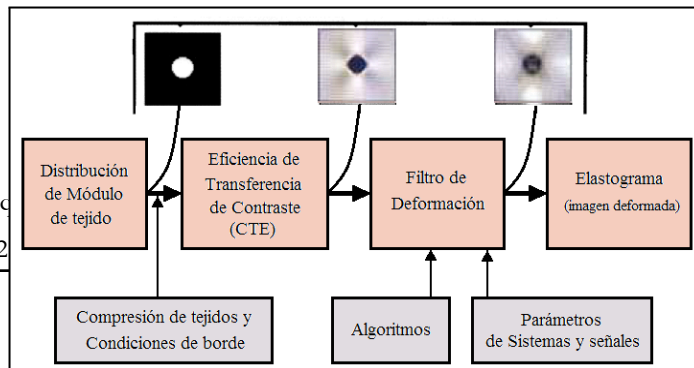 Distribución
de Módulo
de tejido
Eficiencia de
Transferencia
de Contraste
(CTE)
Filtro de
Deformación
Elastograma
(imagen deformada)
Compresión de tejidos y
Condiciones de borde
Algoritmos
Parámetros
de Sistemas y señales
2